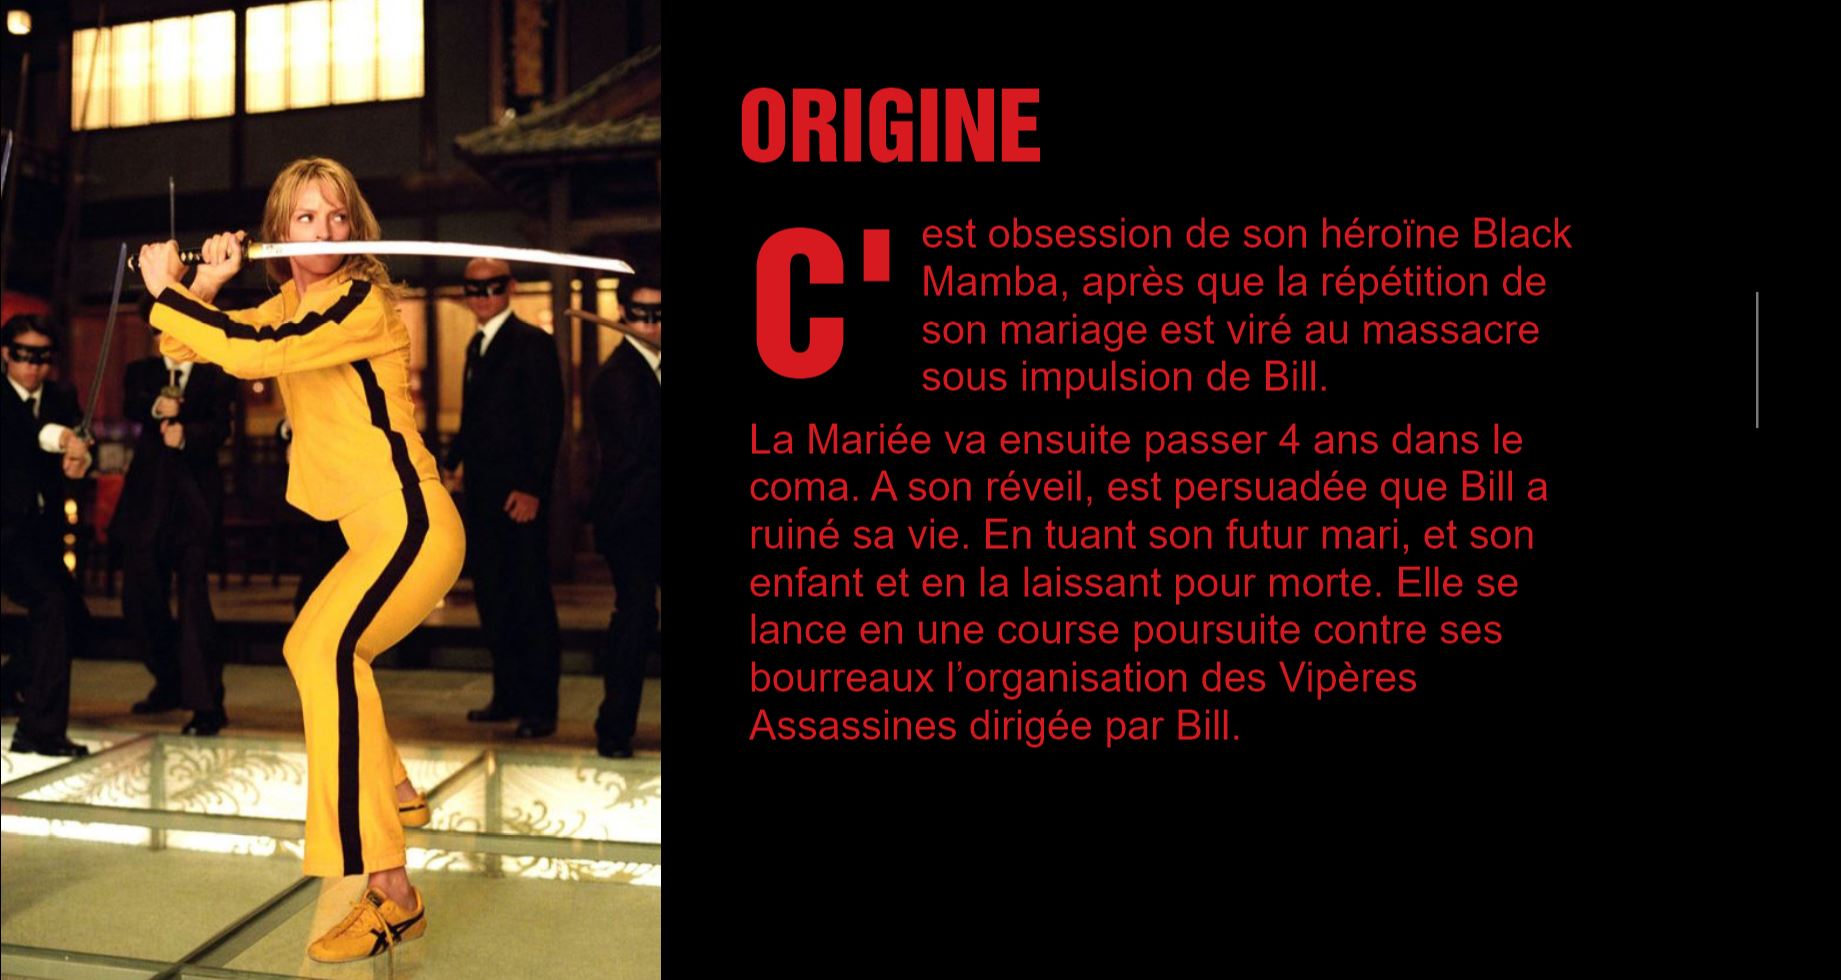 ORIGINE
C'est obsession de son héroïne Black
Mamba, après que la répétition de
son mariage est viré au massacre
sous impulsion de Bill.
La Mariée va ensuite passer 4 ans dans le
coma. A son réveil, est persuadée que Bill a
ruiné sa vie. En tuant son futur mari, et son
enfant et en la laissant pour morte. Elle se
lance en une course poursuite contre ses
bourreaux l’organisation des Vipères
Assassines dirigée par Bill.